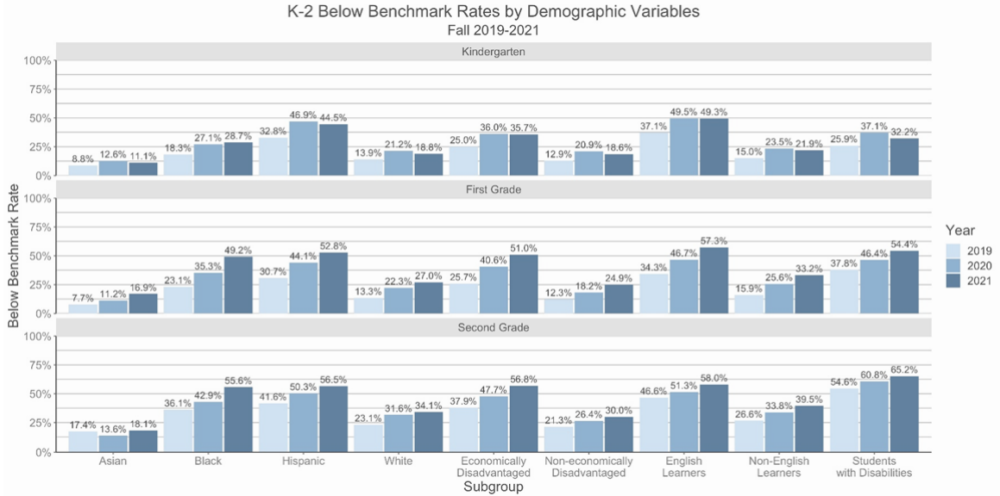 K-2 Below Benchmark Rates by Demographic Variables
Fall 2019-2021
Kindergarten
100%
75%
50%
25%
0%
8.8% 12.6% 11.1%
18.3% 27.1% 28.7%
32.8% 46.9% 44.5%
13.9% 21.2% 18.8%
25.0% 36.0% 35.7%
12.9% 20.9% 18.6%
37.1% 49.5% 49.3%
15.0% 23.5% 21.9%
25.9% 37.1% 32.2%
First Grade
100%
75%
50%
25%
0%
7.7% 11.2% 16.9%
23.1% 35.3% 49.2%
30.7% 44.1% 52.8%
13.3% 22.3% 27.0%
25.7% 40.6% 51.0%
12.3% 18.2% 24.9%
34.3% 46.7% 57.3%
15.9% 25.6% 33.2%
37.8% 46.4% 54.4%
Second Grade
100%
75%
50%
25%
0%
17.4% 13.6% 18.1%
36.1% 42.9% 55.6%
41.6% 50.3% 56.5%
23.1% 31.6% 34.1%
37.9% 47.7% 56.8%
21.3% 26.4% 30.0%
46.6% 51.3% 58.0%
26.6% 33.8% 39.5%
54.6% 60.8% 65.2%
Asian
Black
Hispanic
White
Economically
Disadvantaged
Non-economically
Disadvantaged
English
Learners
Non-English
Learners
Students
with Disabilities
Subgroup
Below Benchmark Rate
Year
2019
2020
2021